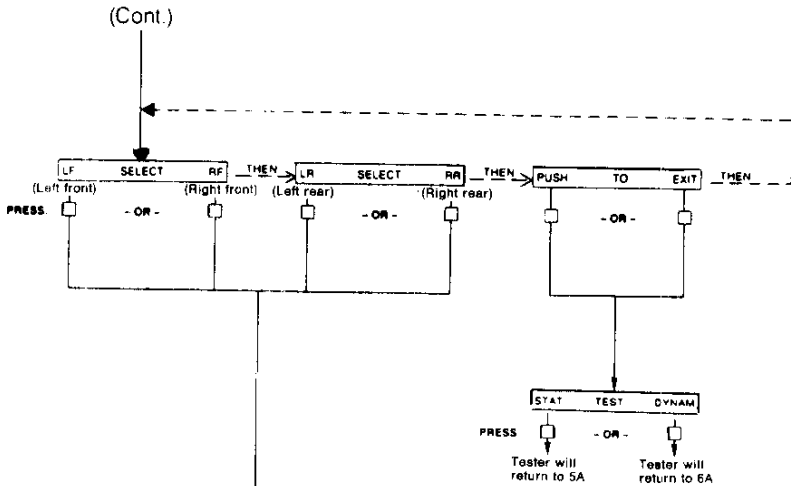 (Cont.)
LF SELECT RF
THEN
LR SELECT RR
THEN
PUSH TO EXIT
THEN
(Left front)
(Right front)
(Left rear)
(Right rear)
PRESS
- OR -
- OR -
- OR -
STAT TEST DYNAM
PRESS
- OR -
Tester will
return to 5A
Tester will
return to 6A